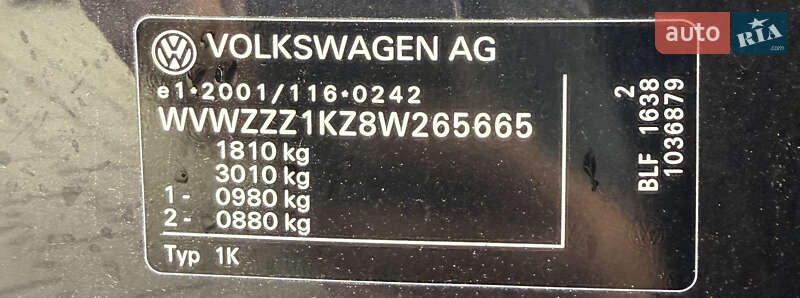 VOLKSWAGEN AG
e1*2001/116*0242
WVWZZZ1KZ8W265665
1810 kg
3010 kg
1- 0980 kg
2- 0880 kg
Typ 1K
2
BLF 1638
1036879
auto RIA.com